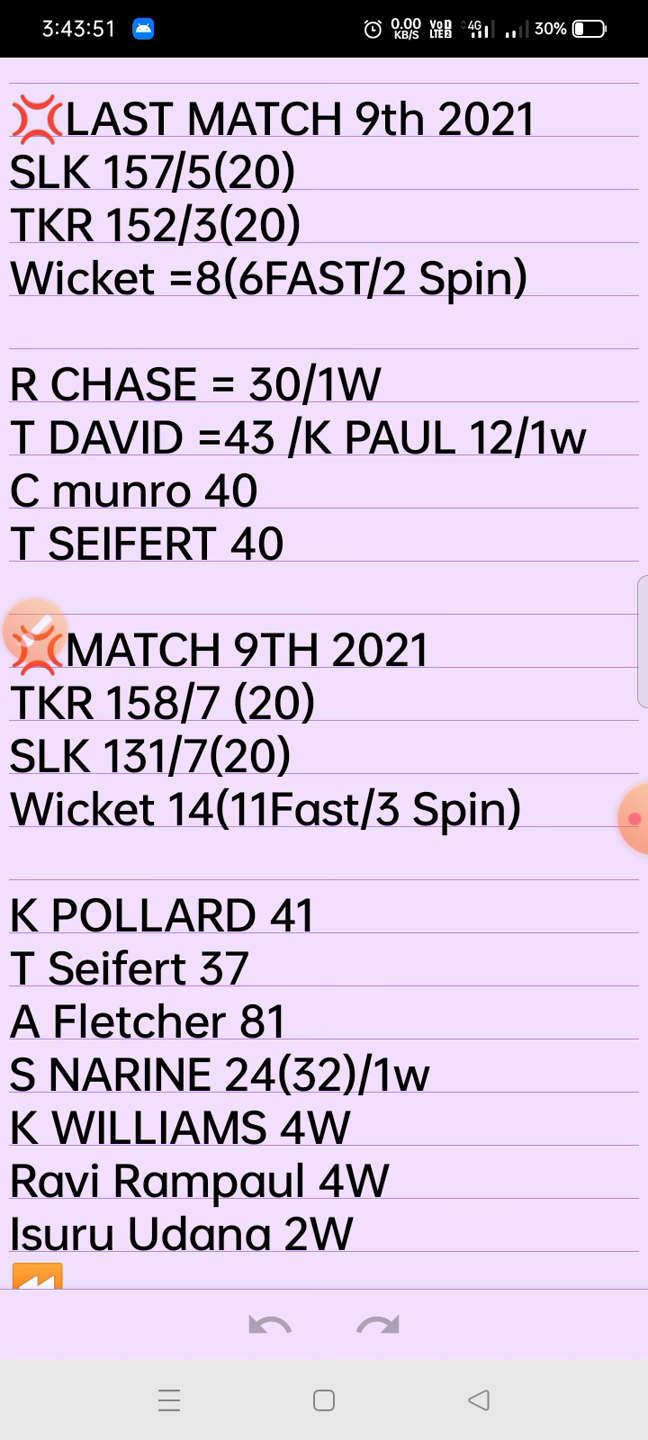 3:43:51 0.00 KB/S VoD LTE2 4G 30%
💢LAST MATCH 9th 2021
SLK 157/5(20)
TKR 152/3(20)
Wicket =8(6FAST/2 Spin)
R CHASE = 30/1W
T DAVID =43 /K PAUL 12/1w
C munro 40
T SEIFERT 40
💢MATCH 9TH 2021
TKR 158/7 (20)
SLK 131/7(20)
Wicket 14(11Fast/3 Spin)
K POLLARD 41
T Seifert 37
A Fletcher 81
S NARINE 24(32)/1w
K WILLIAMS 4W
Ravi Rampaul 4W
Isuru Udana 2W
⏪